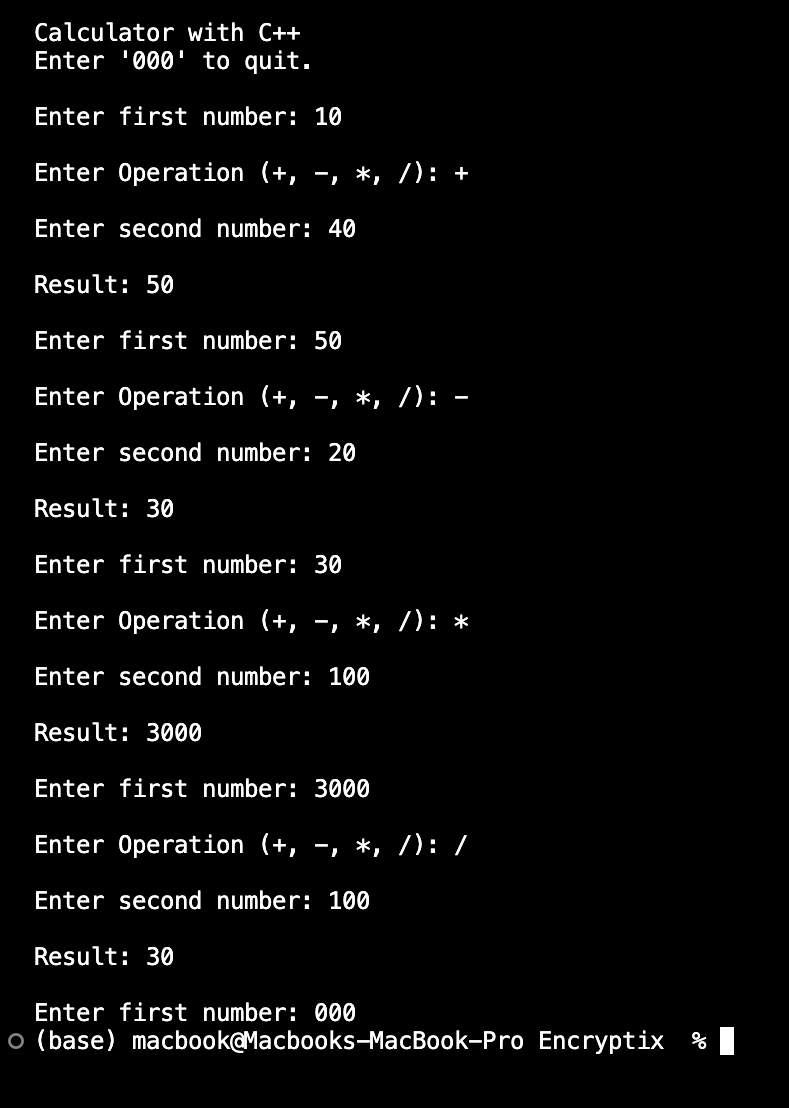 Calculator with C++
Enter '000' to quit.
Enter first number: 10
Enter Operation (+, -, *, /): +
Enter second number: 40
Result: 50
Enter first number: 50
Enter Operation (+, -, *, /): -
Enter second number: 20
Result: 30
Enter first number: 30
Enter Operation (+, -, *, /): *
Enter second number: 100
Result: 3000
Enter first number: 3000
Enter Operation (+, -, *, /): /
Enter second number: 100
Result: 30
Enter first number: 000
(base) macbook@Macbooks-MacBook-Pro Encryptix  %